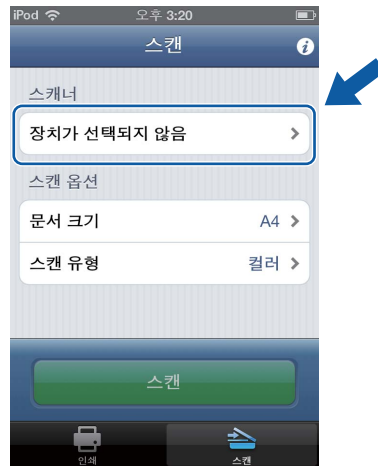 iPod 오후 3:20
스캔
스캐너
장치가 선택되지 않음
스캔 옵션
문서 크기 A4
스캔 유형 컬러
스캔
인쇄 스캔